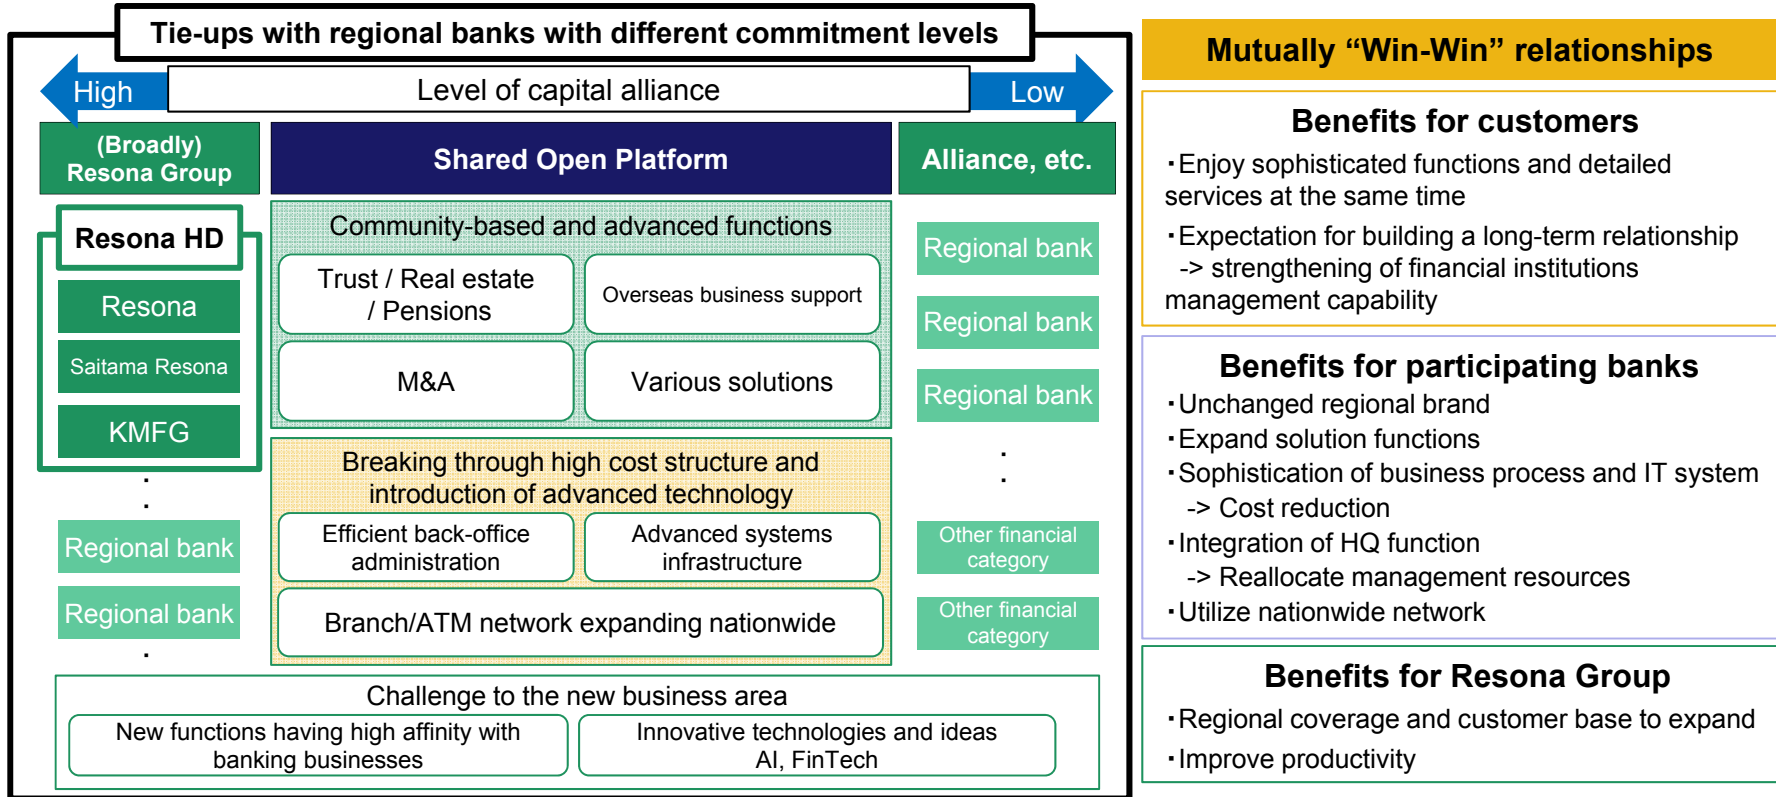 Tie-ups with regional banks with different commitment levels
High
Level of capital alliance
Low
(Broadly)
Resona Group
Shared Open Platform
Alliance, etc.
Resona HD
Resona
Saitama Resona
KMFG
.
.
Regional bank
Regional bank
.
Community-based and advanced functions
Trust / Real estate
/ Pensions
Overseas business support
M&A
Various solutions
Breaking through high cost structure and
introduction of advanced technology
Efficient back-office
administration
Advanced systems
infrastructure
Branch/ATM network expanding nationwide
Regional bank
Regional bank
Regional bank
.
.
Other financial
category
Other financial
category
Challenge to the new business area
New functions having high affinity with
banking businesses
Innovative technologies and ideas
AI, FinTech
Mutually “Win-Win” relationships
Benefits for customers
・Enjoy sophisticated functions and detailed
services at the same time
・Expectation for building a long-term relationship
-> strengthening of financial institutions
management capability
Benefits for participating banks
・Unchanged regional brand
・Expand solution functions
・Sophistication of business process and IT system
-> Cost reduction
・Integration of HQ function
-> Reallocate management resources
・Utilize nationwide network
Benefits for Resona Group
・Regional coverage and customer base to expand
・Improve productivity